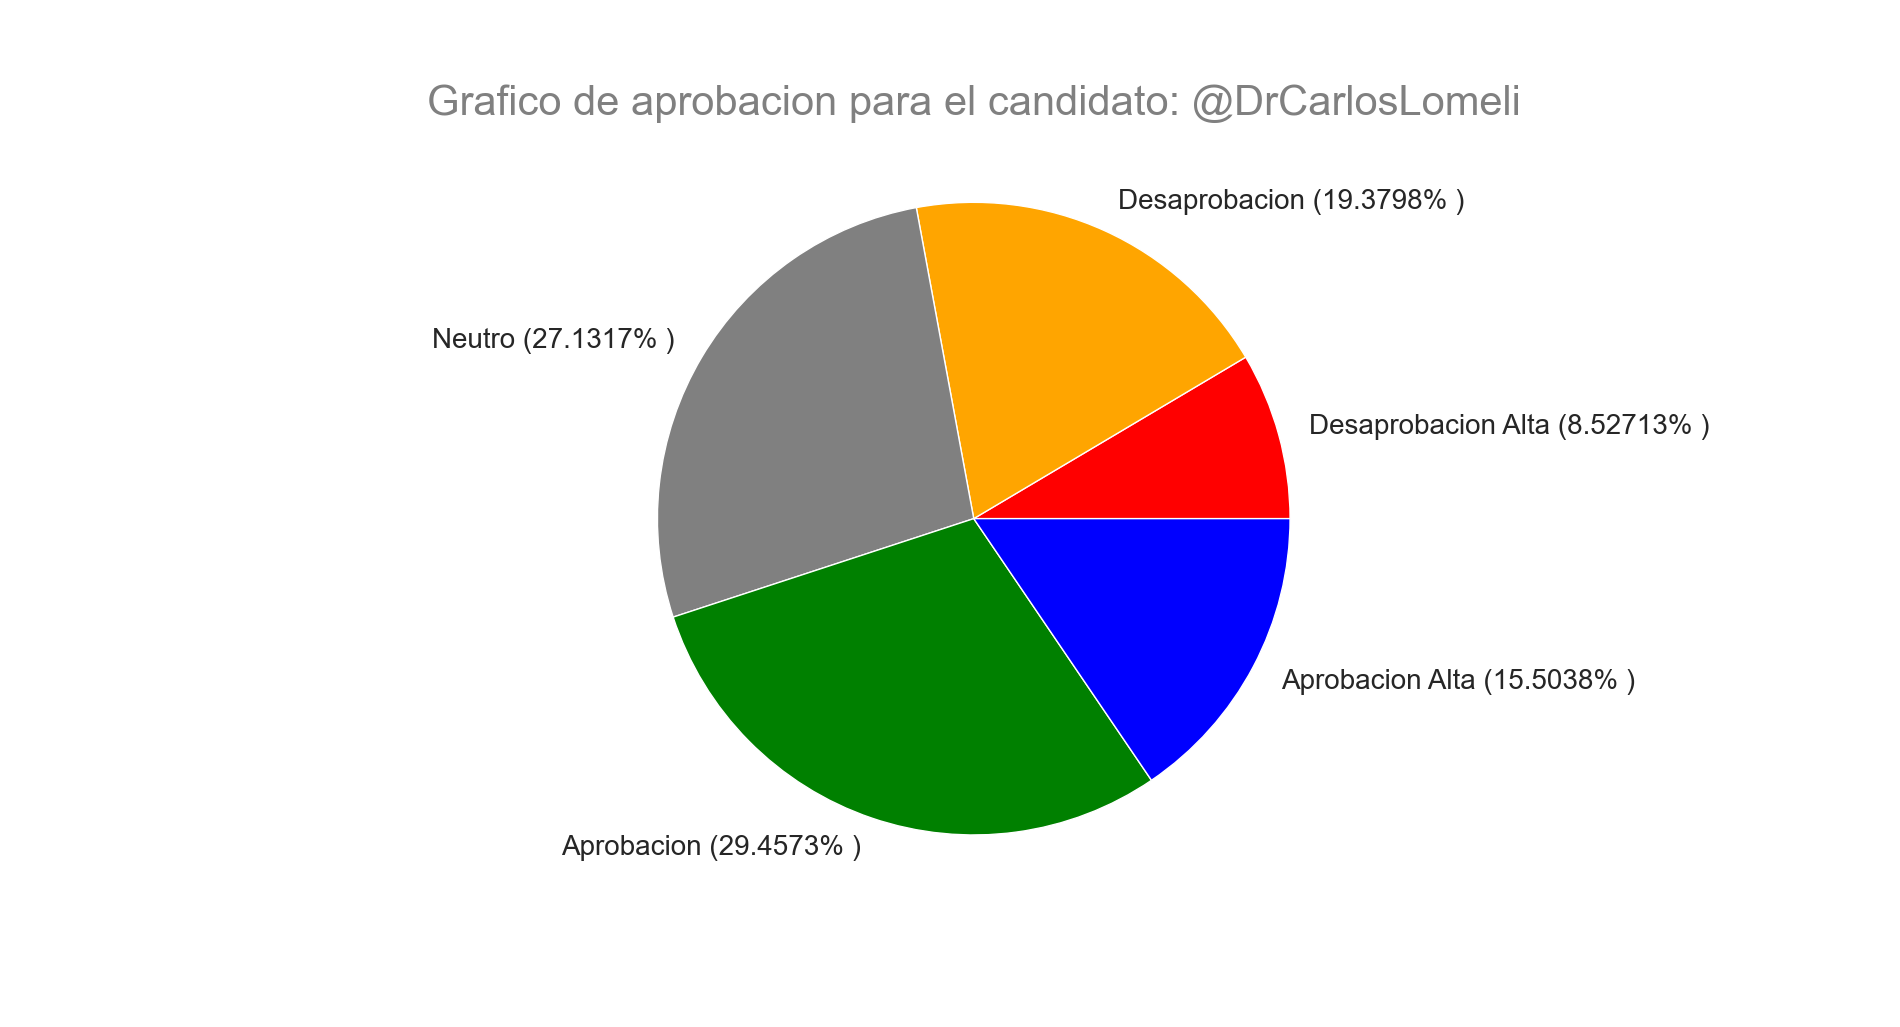 Grafico de aprobacion para el candidato: @DrCarlosLomeli
Desaprobacion (19.3798% )
Neutro (27.1317% )
Desaprobacion Alta (8.52713% )
Aprobacion Alta (15.5038% )
Aprobacion (29.4573% )